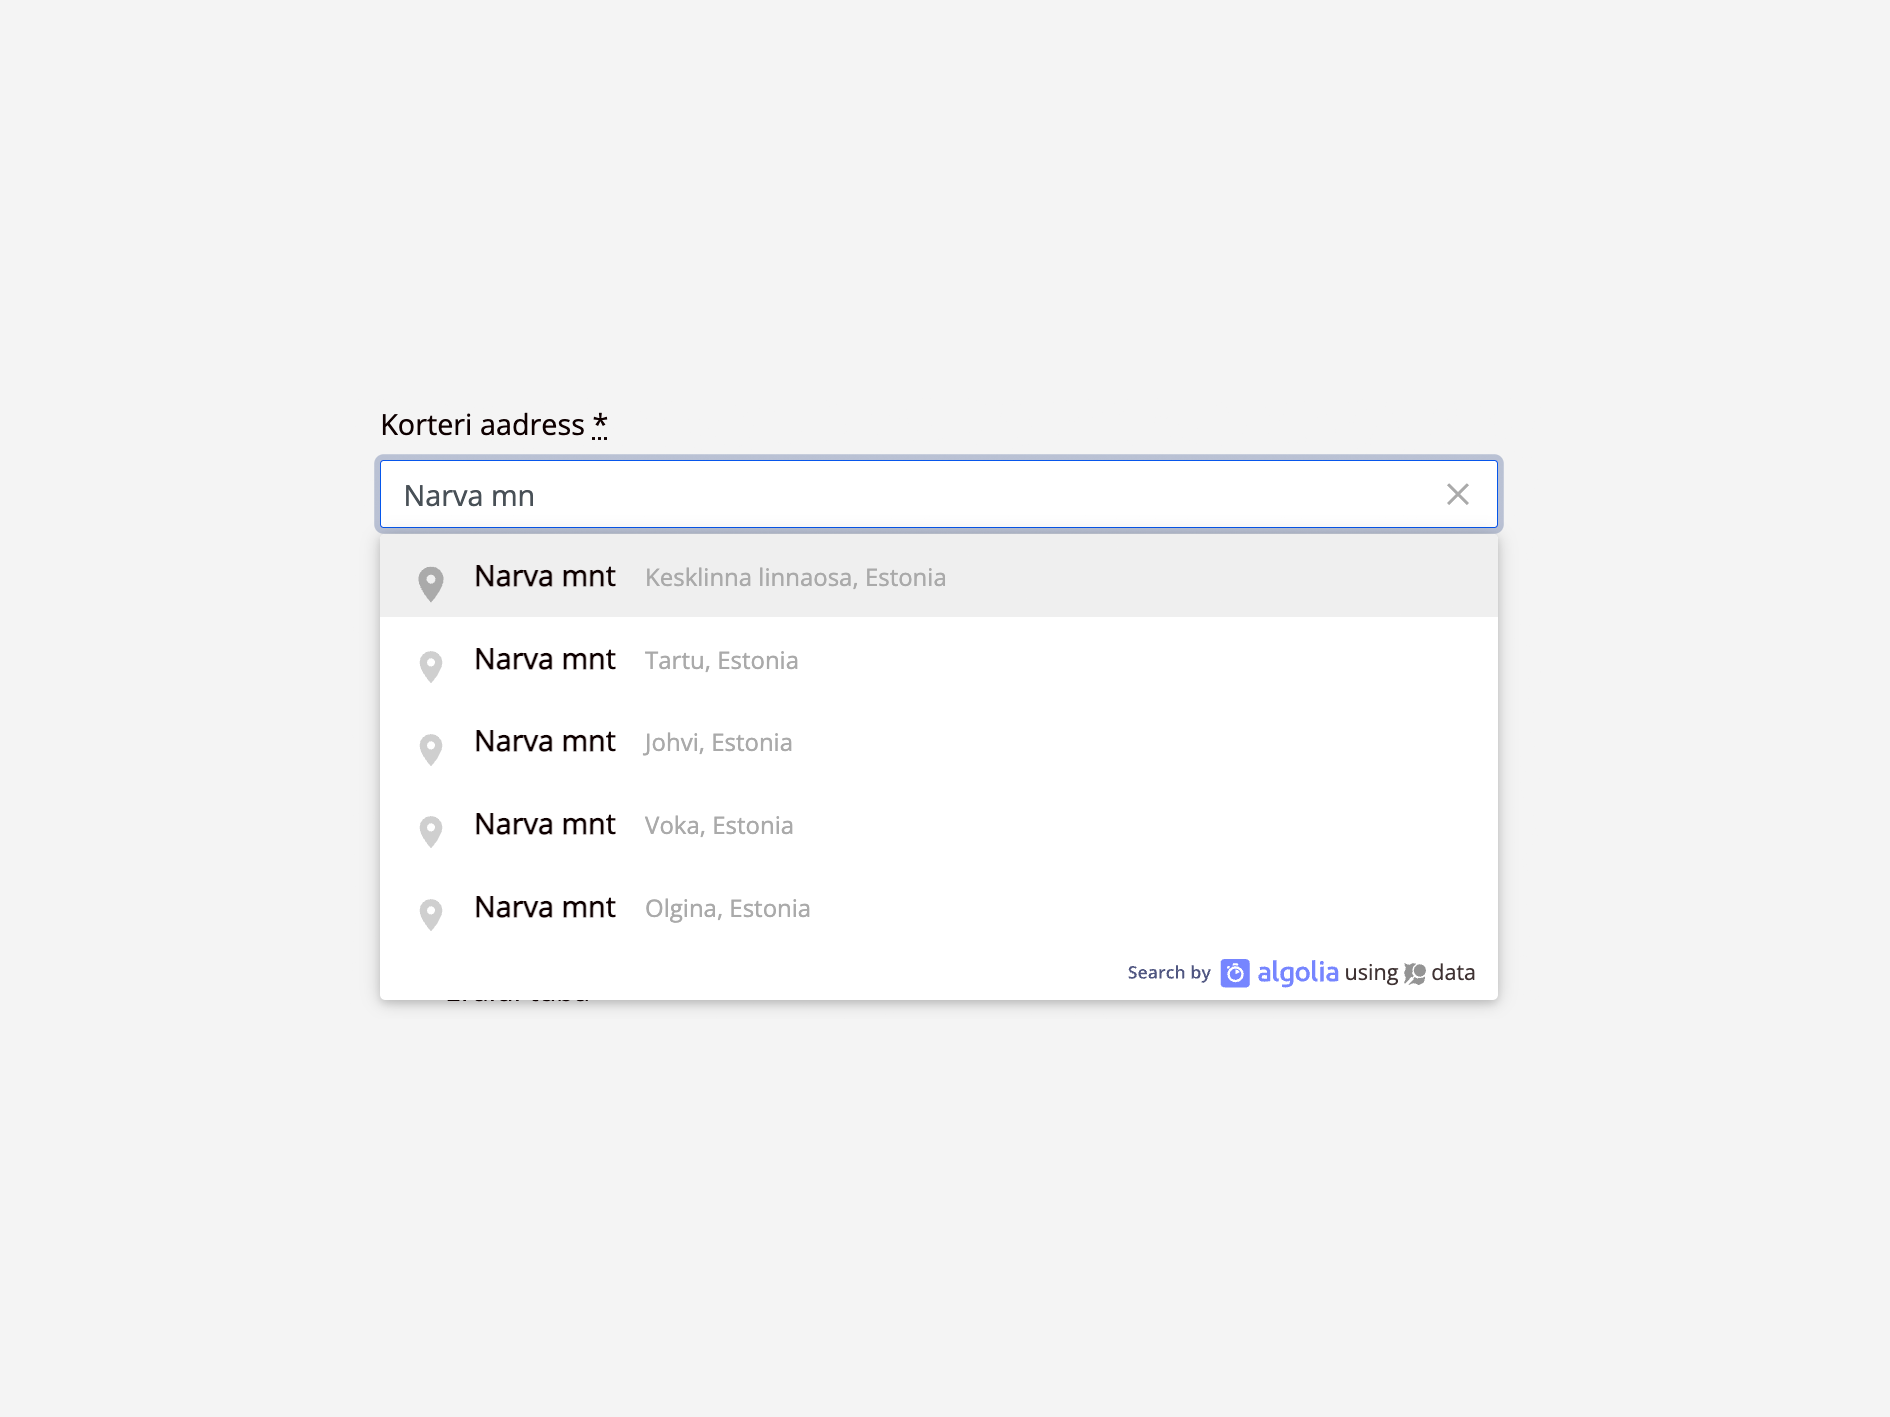 Korteri aadress *
Narva mn
Narva mnt Kesklinna linnaosa, Estonia
Narva mnt Tartu, Estonia
Narva mnt Johvi, Estonia
Narva mnt Voka, Estonia
Narva mnt Olgina, Estonia
Search by algolia using data